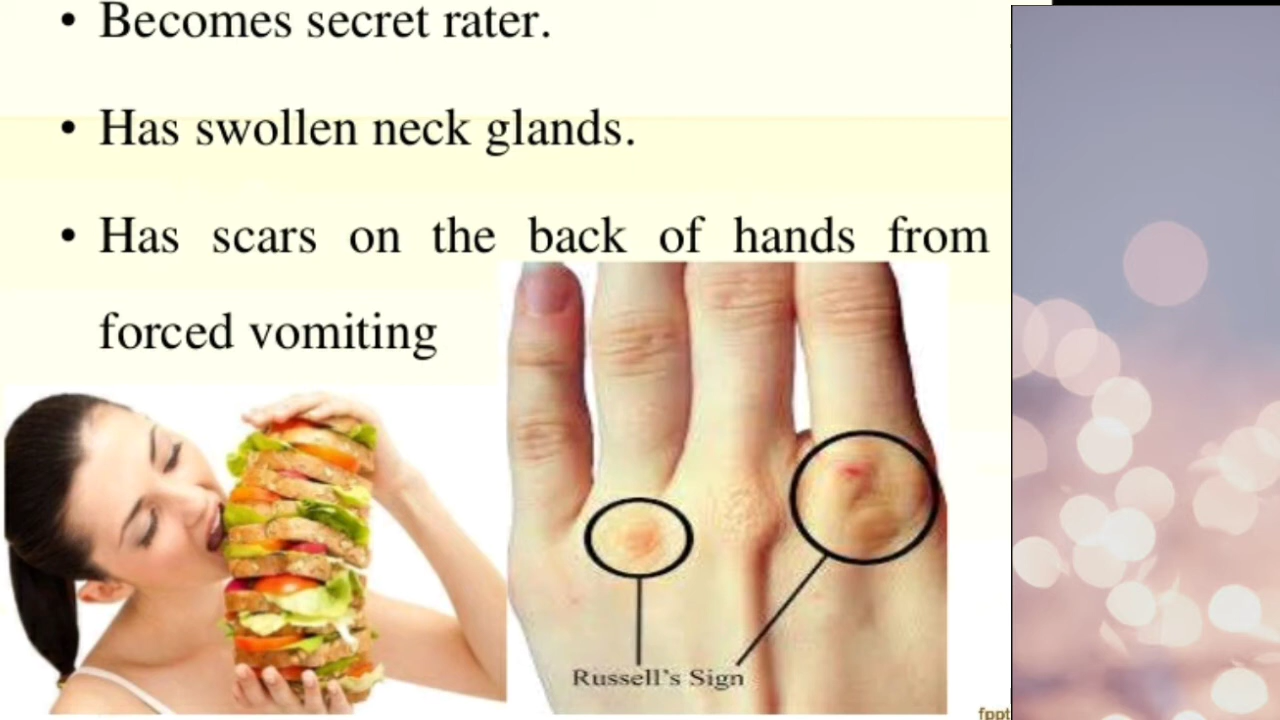 • Becomes secret rater.
• Has swollen neck glands.
• Has scars on the back of hands from
forced vomiting
Russell's Sign
fppt